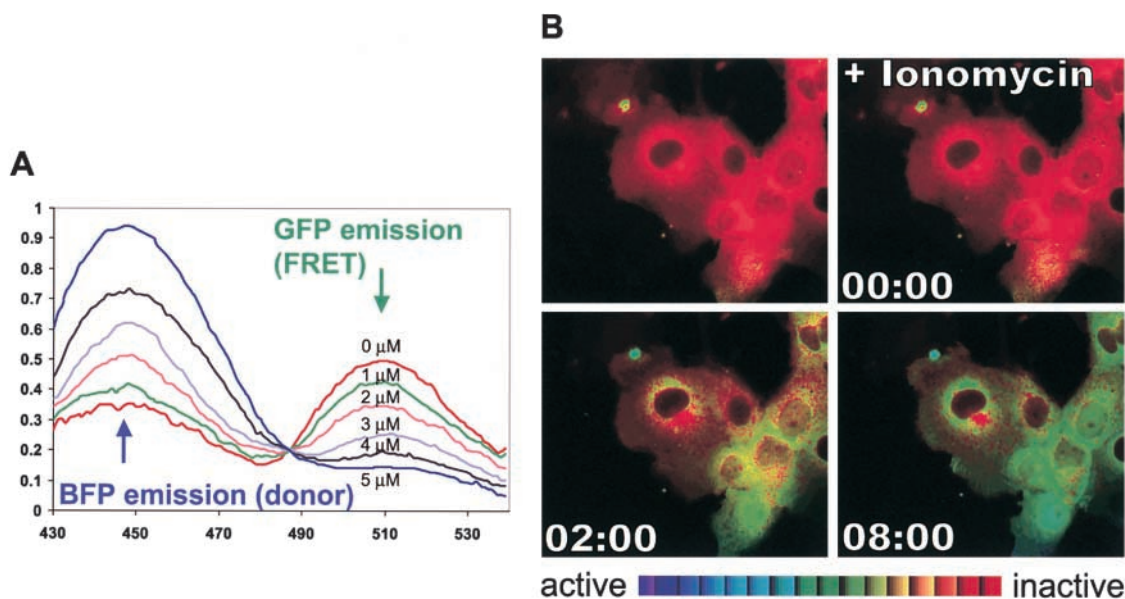 A
1
0.9
0.8
0.7
0.6
0.5
0.4
0.3
0.2
0.1
0
430
450
470
490
510
530
GFP emission
(FRET)
0 µM
1 µM
2 µM
3 µM
4 µM
5 µM
BFP emission (donor)
B
+ Ionomycin
00:00
02:00
08:00
active
inactive